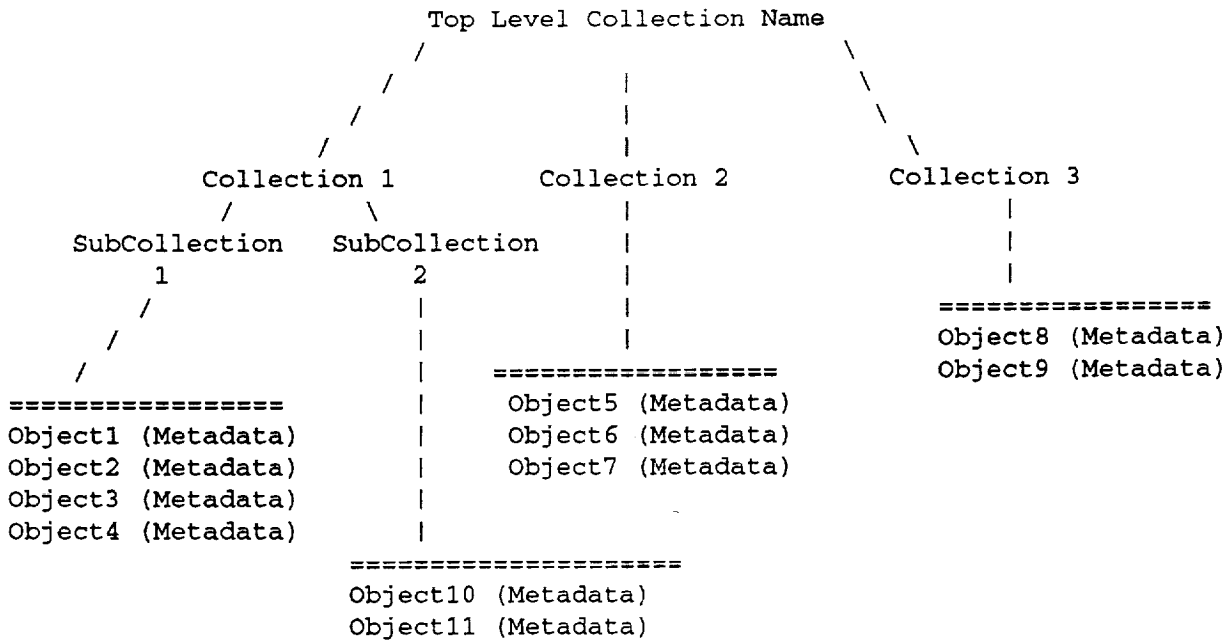 Top Level Collection Name
Collection 1 Collection 2 Collection 3
SubCollection SubCollection
1 2
=================
Object8 (Metadata)
Object9 (Metadata)
==================
Object5 (Metadata)
Object6 (Metadata)
Object7 (Metadata)
=================
Object1 (Metadata)
Object2 (Metadata)
Object3 (Metadata)
Object4 (Metadata)
=====================
Object10 (Metadata)
Object11 (Metadata)